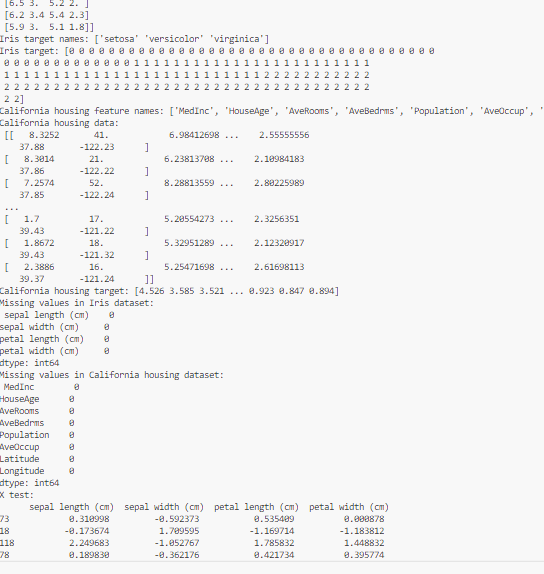 [6.5 3. 5.2 2. ]
[6.2 3.4 5.4 2.3]
[5.9 3. 5.1 1.8]]
Iris target names: ['setosa' 'versicolor' 'virginica']
Iris target: [0 0 0 0 0 0 0 0 0 0 0 0 0 0 0 0 0 0 0 0 0 0 0 0 0 0 0 0 0 0 0 0 0 0 0 0 0
0 0 0 0 0 0 0 0 0 0 0 0 0 1 1 1 1 1 1 1 1 1 1 1 1 1 1 1 1 1 1 1 1 1 1 1 1
1 1 1 1 1 1 1 1 1 1 1 1 1 1 1 1 1 1 1 1 1 1 1 1 1 1 2 2 2 2 2 2 2 2 2 2 2
2 2 2 2 2 2 2 2 2 2 2 2 2 2 2 2 2 2 2 2 2 2 2 2 2 2 2 2 2 2 2 2 2 2 2 2 2
2 2]
California housing feature names: ['MedInc', 'HouseAge', 'AveRooms', 'AveBedrms', 'Population', 'AveOccup', '
California housing data:
[[ 8.3252 41. 6.98412698 ... 2.55555556
37.88 -122.23 ]
[ 8.3014 21. 6.23813708 ... 2.10984183
37.86 -122.22 ]
[ 7.2574 52. 8.28813559 ... 2.80225989
37.85 -122.24 ]
...
[ 1.7 17. 5.20554273 ... 2.3256351
39.43 -121.22 ]
[ 1.8672 18. 5.32951289 ... 2.12320917
39.43 -121.32 ]
[ 2.3886 16. 5.25471698 ... 2.61698113
39.37 -121.24 ]]
California housing target: [4.526 3.585 3.521 ... 0.923 0.847 0.894]
Missing values in Iris dataset:
sepal length (cm) 0
sepal width (cm) 0
petal length (cm) 0
petal width (cm) 0
dtype: int64
Missing values in California housing dataset:
MedInc 0
HouseAge 0
AveRooms 0
AveBedrms 0
Population 0
AveOccup 0
Latitude 0
Longitude 0
dtype: int64
X test:
sepal length (cm) sepal width (cm) petal length (cm) petal width (cm)
73 0.310998 -0.592373 0.535409 0.000878
18 -0.173674 1.709595 -1.169714 -1.183812
118 2.249683 -1.052767 1.785832 1.448832
78 0.189830 -0.362176 0.421734 0.395774